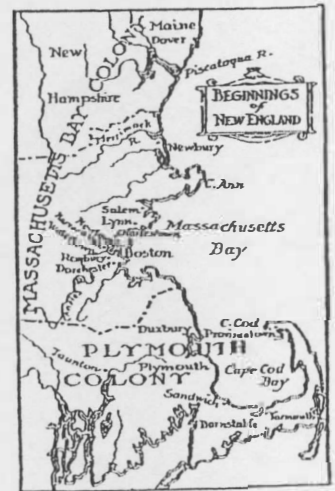 Maine
Dover
New
Hampshire
Piscataqua R.
BEGINNINGS
of
NEW ENGLAND
MASSACHUSETTS BAY COLONY
Merrimack
R.
Newbury
C. Ann
Salem
Lynn
Charlestown
Massachusetts
Bay
Boston
Roxbury
Dorchester
Duxbury
C. Cod
Provincetown
PLYMOUTH
COLONY
Taunton
Plymouth
Cape Cod
Bay
Sandwich
Barnstable
Yarmouth